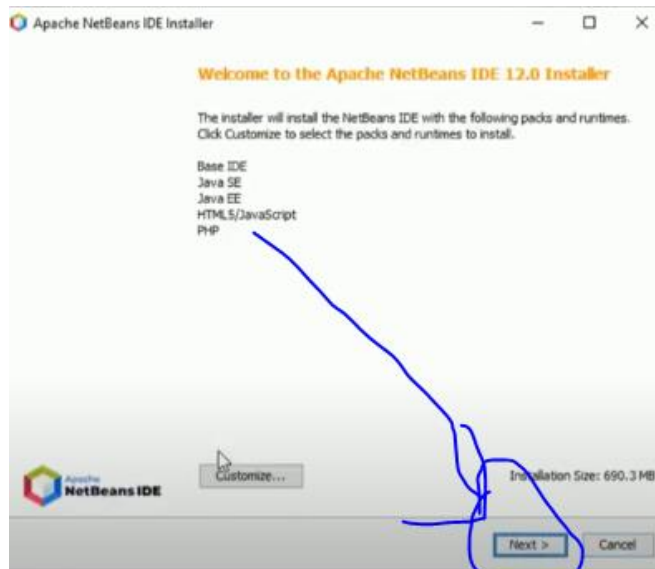 Apache NetBeans IDE Installer
Welcome to the Apache NetBeans IDE 12.0 Installer
The installer will install the NetBeans IDE with the following packs and runtimes.
Click Customize to select the packs and runtimes to install.
Base IDE
Java SE
Java EE
HTML5/JavaScript
PHP
Customize...
Installation Size: 690.3 MB
Apache
NetBeans IDE
Next >
Cancel